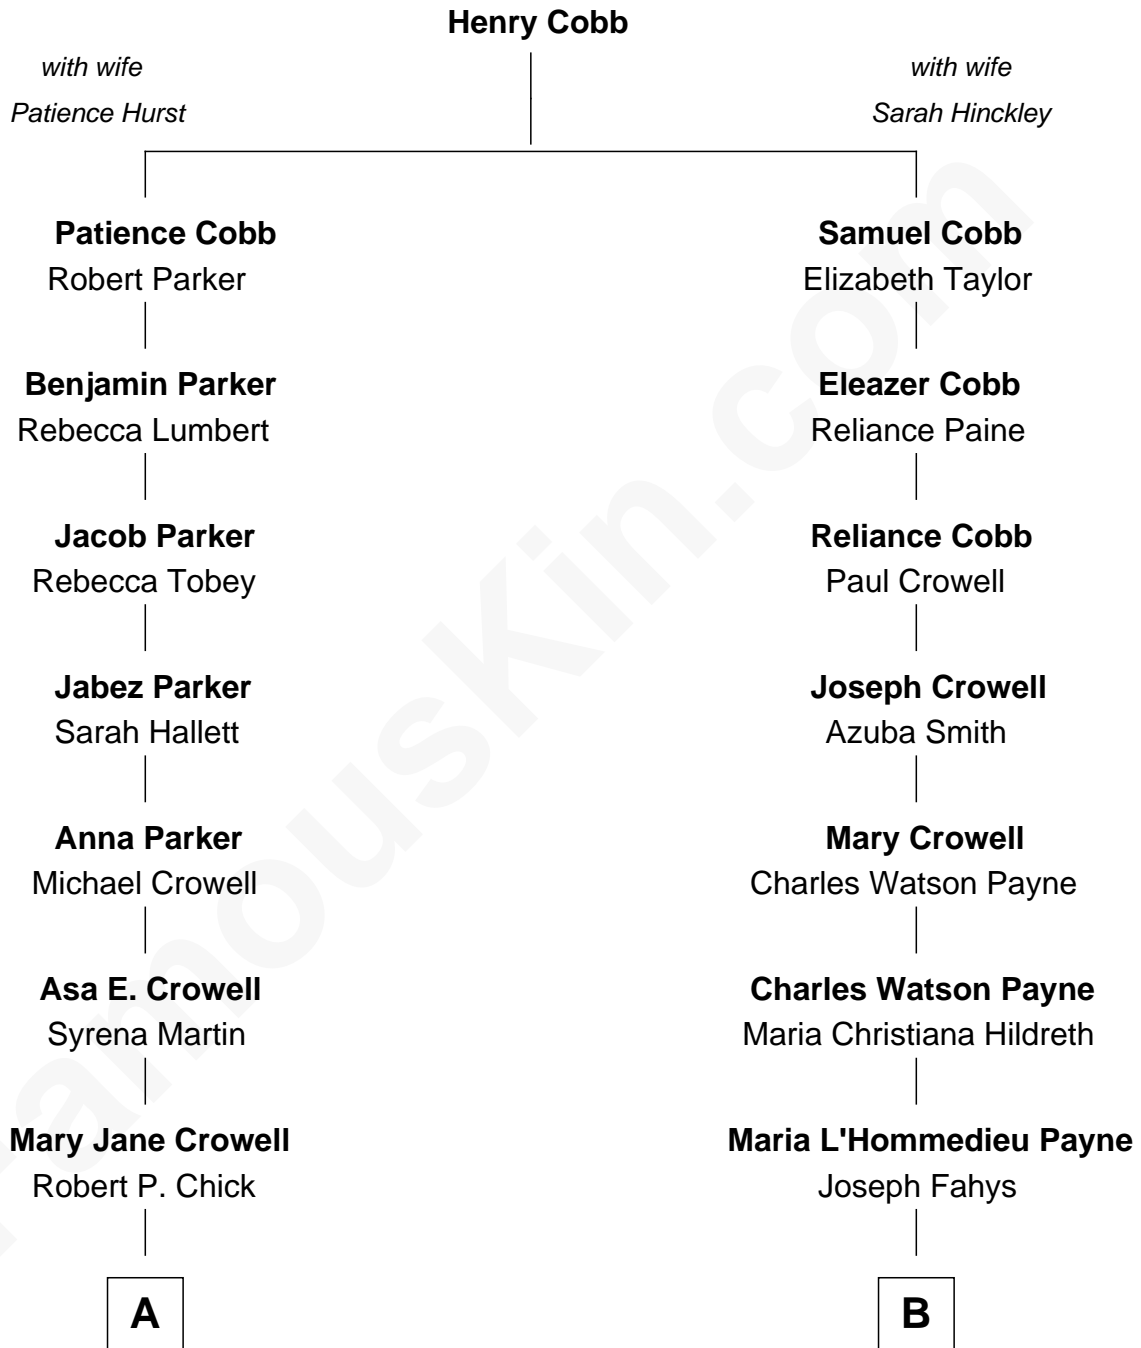 Henry Cobb
with wife
Patience Hurst
with wife
Sarah Hinckley
Patience Cobb
Robert Parker
Samuel Cobb
Elizabeth Taylor
Benjamin Parker
Rebecca Lumbert
Eleazer Cobb
Reliance Paine
Jacob Parker
Rebecca Tobey
Reliance Cobb
Paul Crowell
Jabez Parker
Sarah Hallett
Joseph Crowell
Azuba Smith
Anna Parker
Michael Crowell
Mary Crowell
Charles Watson Payne
Asa E. Crowell
Syrena Martin
Charles Watson Payne
Maria Christiana Hildreth
Mary Jane Crowell
Robert P. Chick
Maria L'Hommedieu Payne
Joseph Fahys
A
B
FamousKin.com